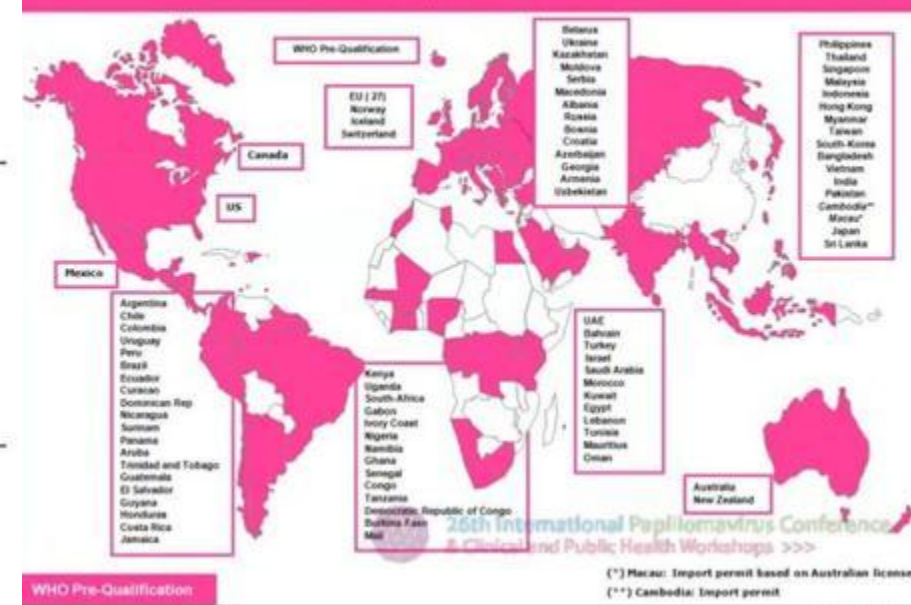 WHO Pre-Qualification
EU ( 27)
Norway
Iceland
Switzerland
Canada
US
Mexico
Belarus
Ukraine
Kazakhstan
Moldova
Serbia
Macedonia
Albania
Russia
Bosnia
Croatia
Azerbaijan
Georgia
Armenia
Uzbekistan
Philippines
Thailand
Singapore
Malaysia
Indonesia
Hong Kong
Myanmar
Taiwan
South-Korea
Bangladesh
Vietnam
India
Pakistan
Cambodia**
Macau*
Japan
Sri Lanka
Argentina
Chile
Colombia
Uruguay
Peru
Brazil
Ecuador
Curacao
Dominican Rep
Nicaragua
Surinam
Panama
Aruba
Trinidad and Tobago
Guatemala
El Salvador
Guyana
Honduras
Costa Rica
Jamaica
Kenya
Uganda
South-Africa
Gabon
Ivory Coast
Nigeria
Namibia
Ghana
Senegal
Congo
Tanzania
Democratic Republic of Congo
Burkina Faso
Mali
UAE
Bahrain
Turkey
Israel
Saudi Arabia
Morocco
Kuwait
Egypt
Lebanon
Tunisia
Mauritius
Oman
Australia
New Zealand
26th International Papillomavirus Conference
& Clinical and Public Health Workshops >>>
(*) Macau: Import permit based on Australian license
(**) Cambodia: Import permit
WHO Pre-Qualification